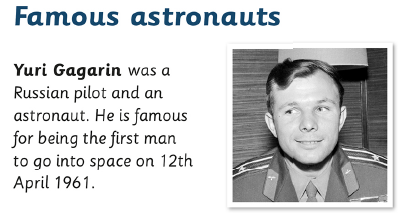 Famous astronauts
Yuri Gagarin was a
Russian pilot and an
astronaut. He is famous
for being the first man
to go into space on 12th
April 1961.